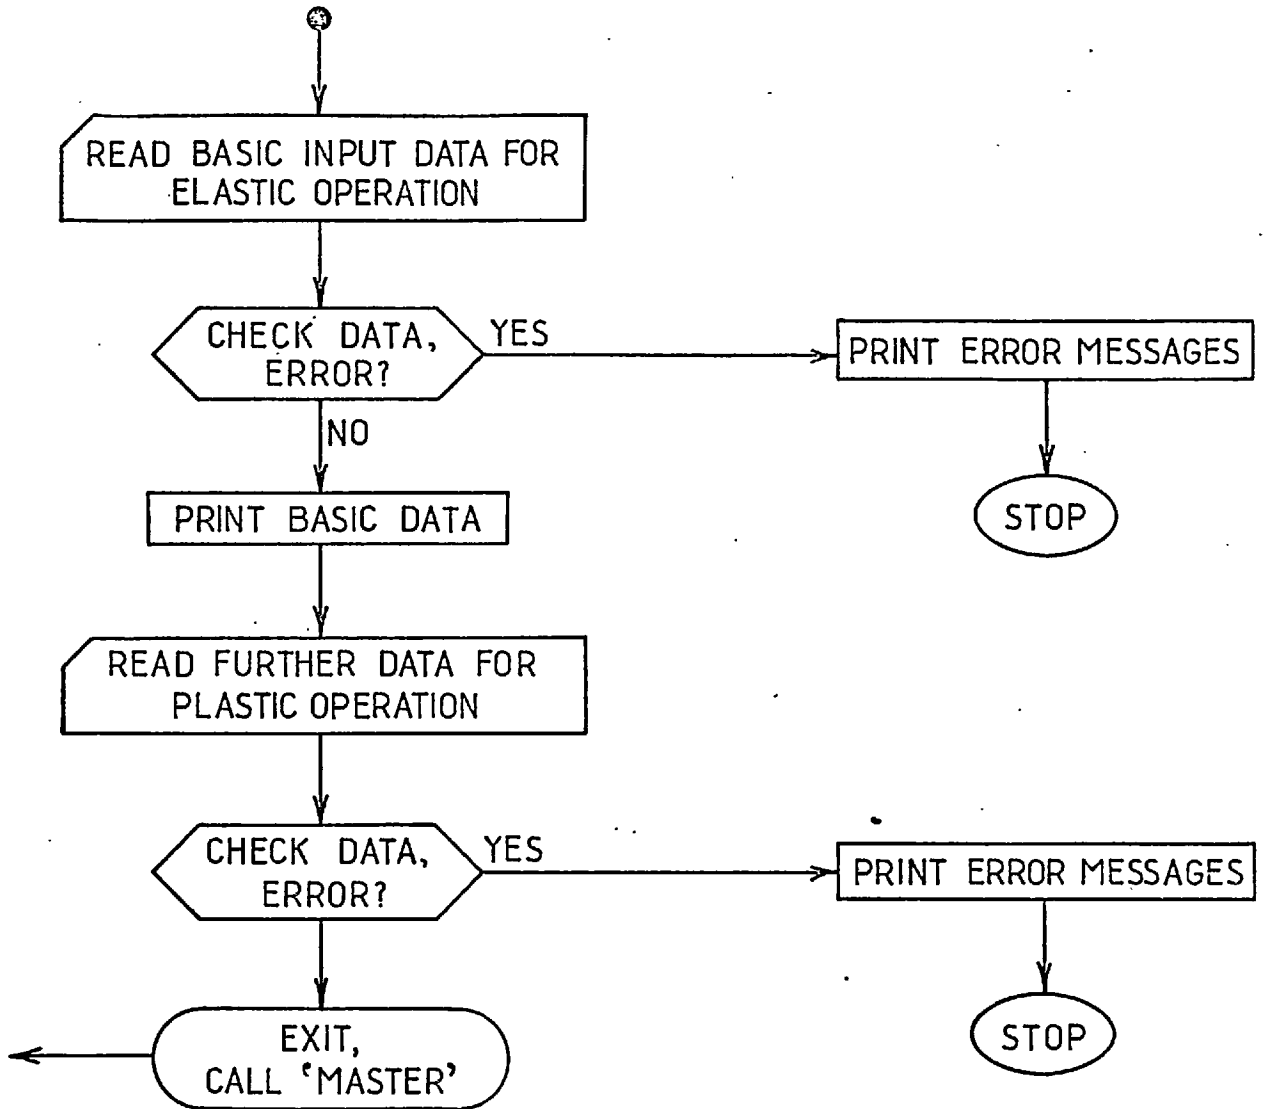 READ BASIC INPUT DATA FOR
ELASTIC OPERATION
CHECK DATA,
ERROR?
YES
PRINT ERROR MESSAGES
NO
STOP
PRINT BASIC DATA
READ FURTHER DATA FOR
PLASTIC OPERATION
CHECK DATA,
ERROR?
YES
PRINT ERROR MESSAGES
STOP
EXIT,
CALL ‘MASTER’